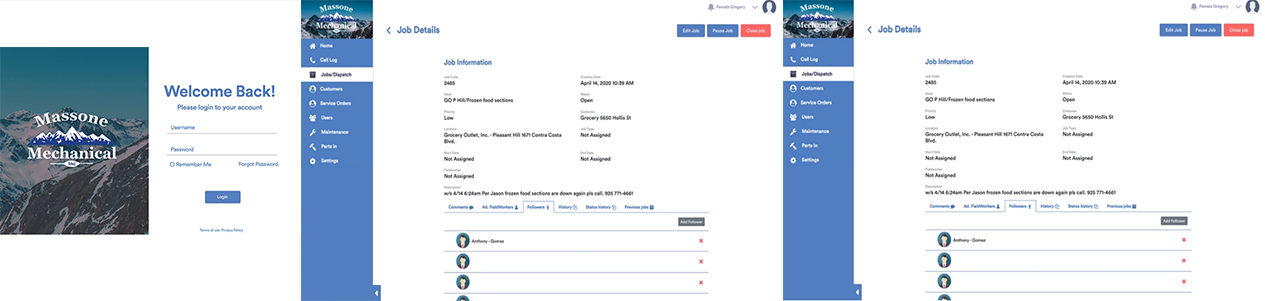 Massone
Mechanical
INC
Welcome Back!
Please login to your account
Username
Password
Remember Me
Forgot Password
Login
Terms of use. Privacy Policy
Massone
Mechanical
Home
Call Log
Jobs/Dispatch
Customers
Service Orders
Users
Maintenance
Parts In
Settings
Pamela Gregory
Job Details
Edit Job
Pause Job
Close job
Job Information
Job Code
2485
Creation Date
April 14, 2020 10:39 AM
Issue
GO P Hill/Frozen food sections
Status
Open
Priority
Low
Customer
Grocery 5650 Hollis St
Location
Grocery Outlet, Inc. - Pleasant Hill 1671 Contra Costa
Blvd.
Job Type
Not Assigned
Start Date
Not Assigned
End Date
Not Assigned
Fieldworker
Not Assigned
Description
w/s 4/14 6:24am Per Jason frozen food sections are down again pls call. 925 771-4661
Comments
Ad. FieldWorkers
Followers
History
Status history
Previous jobs
Add Follower
Anthony -Gomez
Massone
Mechanical
Home
Call Log
Jobs/Dispatch
Customers
Service Orders
Users
Maintenance
Parts In
Settings
Pamela Gregory
Job Details
Edit Job
Pause Job
Close job
Job Information
Job Code
2485
Creation Date
April 14, 2020 10:39 AM
Issue
GO P Hill/Frozen food sections
Status
Open
Priority
Low
Customer
Grocery 5650 Hollis St
Location
Grocery Outlet, Inc. - Pleasant Hill 1671 Contra Costa
Blvd.
Job Type
Not Assigned
Start Date
Not Assigned
End Date
Not Assigned
Fieldworker
Not Assigned
Description
w/s 4/14 6:24am Per Jason frozen food sections are down again pls call. 925 771-4661
Comments
Ad. FieldWorkers
Followers
History
Status history
Previous jobs
Add Follower
Anthony -Gomez